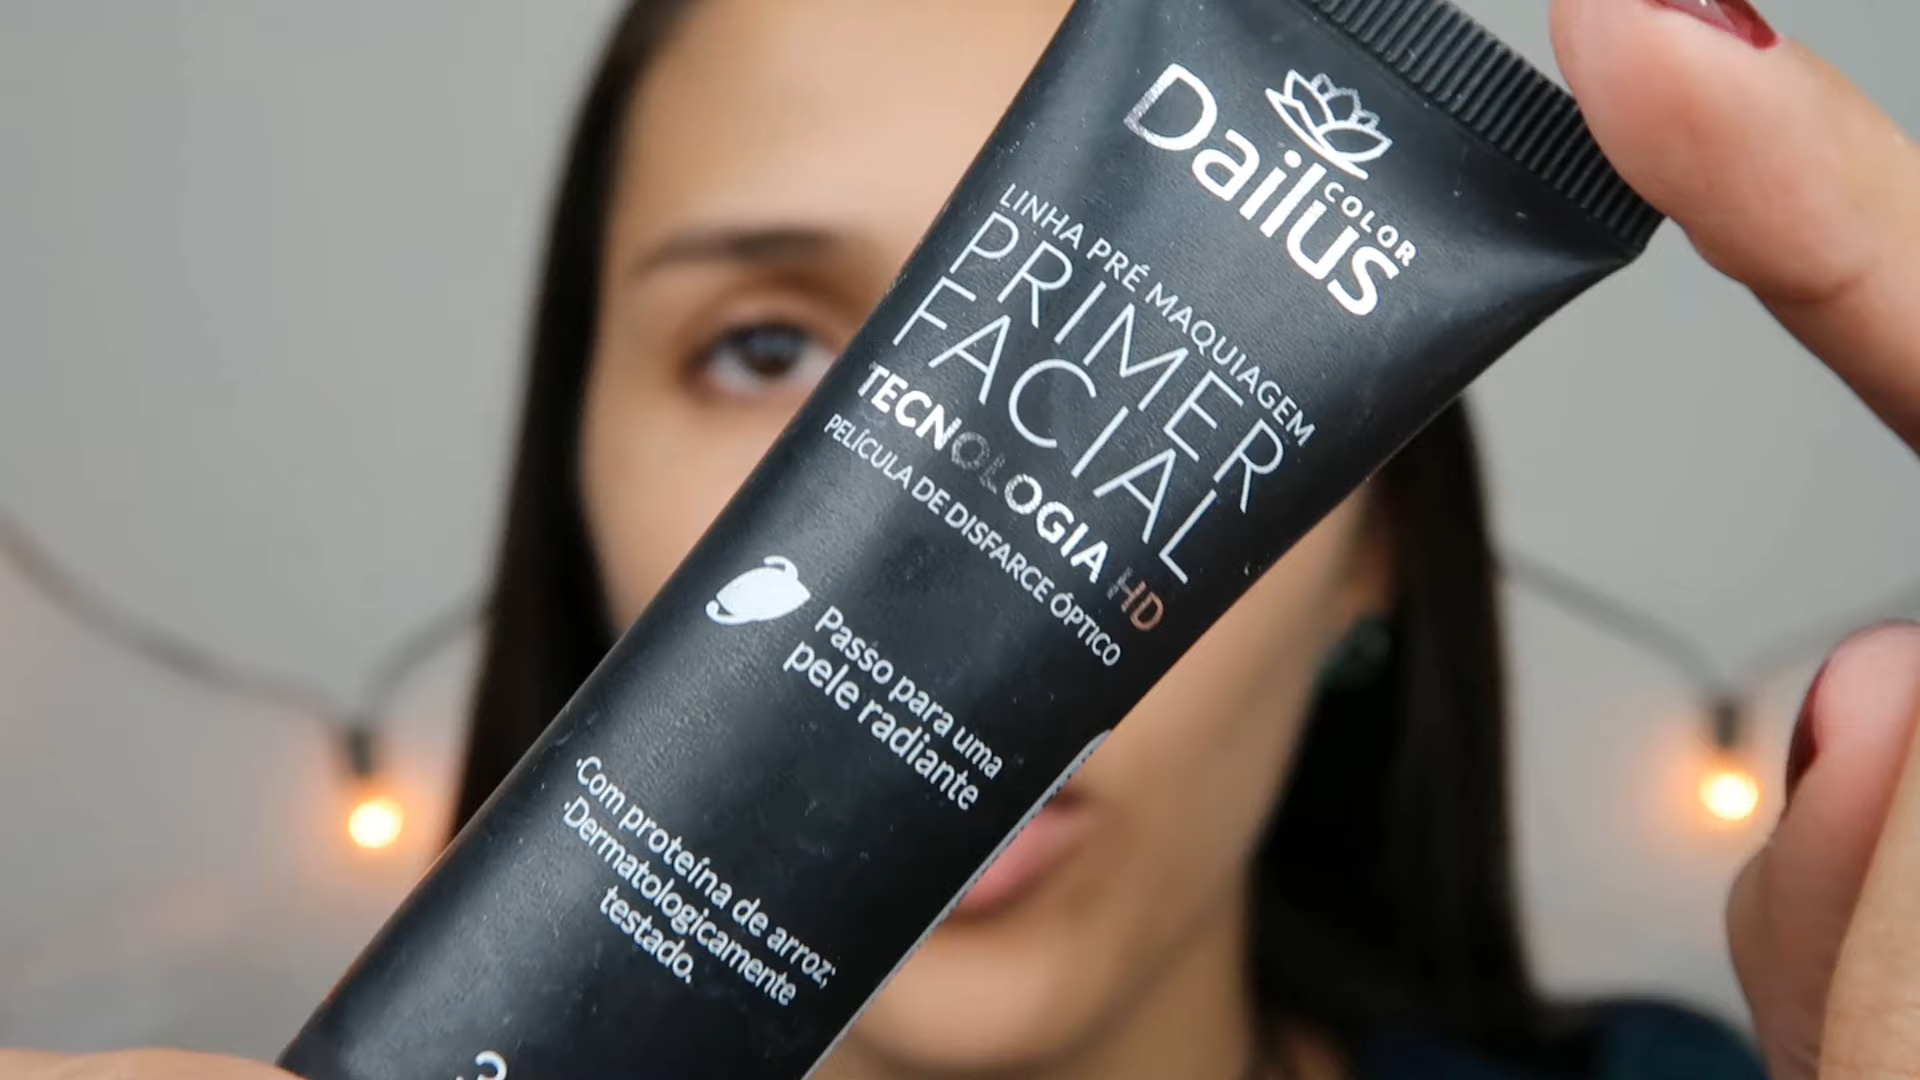 Dailus
COLOR
LINHA PRÉ MAQUIAGEM
PRIMER
FACIAL
TECNOLOGIA HD
PELÍCULA DE DISFARCE ÓPTICO
Passo para uma
pele radiante
·Com proteína de arroz;
·Dermatologicamente
testado.